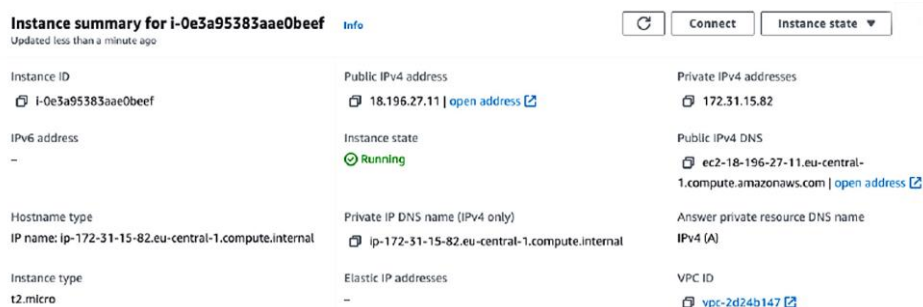 Instance summary for i-0e3a95383aae0beef Info
Connect
Instance state
Updated less than a minute ago
Instance ID
i-0e3a95383aae0beef
Public IPv4 address
18.196.27.11 | open address
Private IPv4 addresses
172.31.15.82
IPv6 address
–
Instance state
Running
Public IPv4 DNS
ec2-18-196-27-11.eu-central-
1.compute.amazonaws.com | open address
Hostname type
IP name: ip-172-31-15-82.eu-central-1.compute.internal
Private IP DNS name (IPv4 only)
ip-172-31-15-82.eu-central-1.compute.internal
Answer private resource DNS name
IPv4 (A)
Instance type
t2.micro
Elastic IP addresses
–
VPC ID
vpc-2d24b147